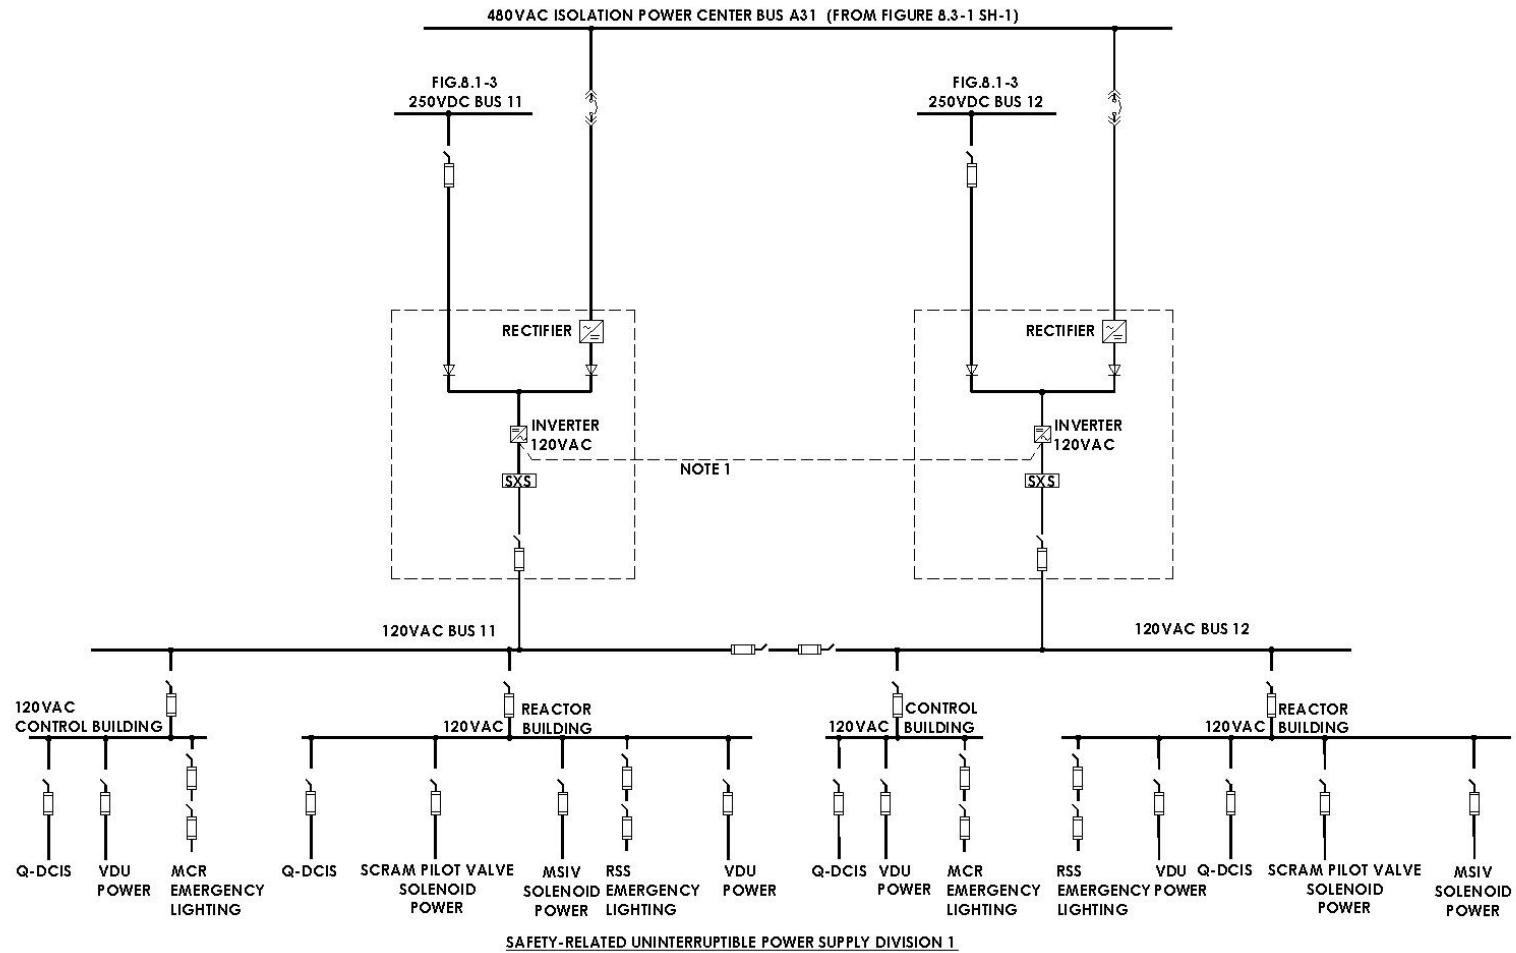 480VAC ISOLATION POWER CENTER BUS A31 (FROM FIGURE 8.3-1 SH-1)
FIG.8.1-3
250VDC BUS 11
FIG.8.1-3
250VDC BUS 12
RECTIFIER
RECTIFIER
INVERTER
120VAC
INVERTER
120VAC
NOTE 1
SXS
SXS
120VAC BUS 11
120VAC BUS 12
120VAC
CONTROL BUILDING
120VAC
REACTOR
BUILDING
120VAC
CONTROL
BUILDING
120VAC
REACTOR
BUILDING
Q-DCIS
VDU
POWER
MCR
EMERGENCY
LIGHTING
Q-DCIS
SCRAM PILOT VALVE
SOLENOID
POWER
MSIV
SOLENOID
POWER
RSS
EMERGENCY
LIGHTING
VDU
POWER
Q-DCIS
VDU
POWER
MCR
EMERGENCY
LIGHTING
RSS
EMERGENCY
LIGHTING
VDU
POWER
Q-DCIS
SCRAM PILOT VALVE
SOLENOID
POWER
MSIV
SOLENOID
POWER
SAFETY-RELATED UNINTERRUPTIBLE POWER SUPPLY DIVISION 1